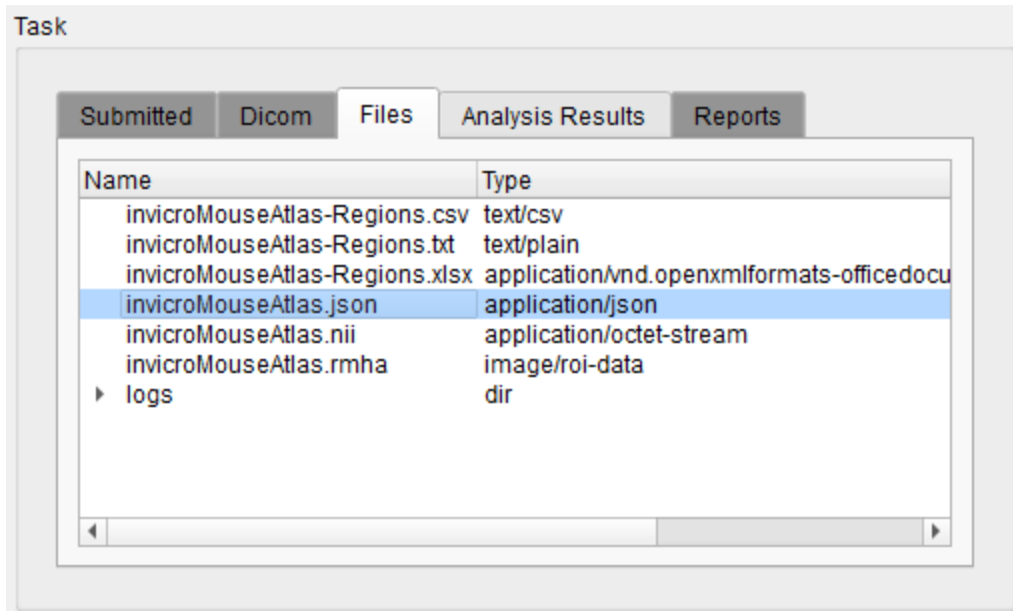 Task
Submitted Dicom Files Analysis Results Reports
Name Type
invicroMouseAtlas-Regions.csv text/csv
invicroMouseAtlas-Regions.txt text/plain
invicroMouseAtlas-Regions.xlsx application/vnd.openxmlformats-officedocu
invicroMouseAtlas.json application/json
invicroMouseAtlas.nii application/octet-stream
invicroMouseAtlas.rmha image/roi-data
logs dir